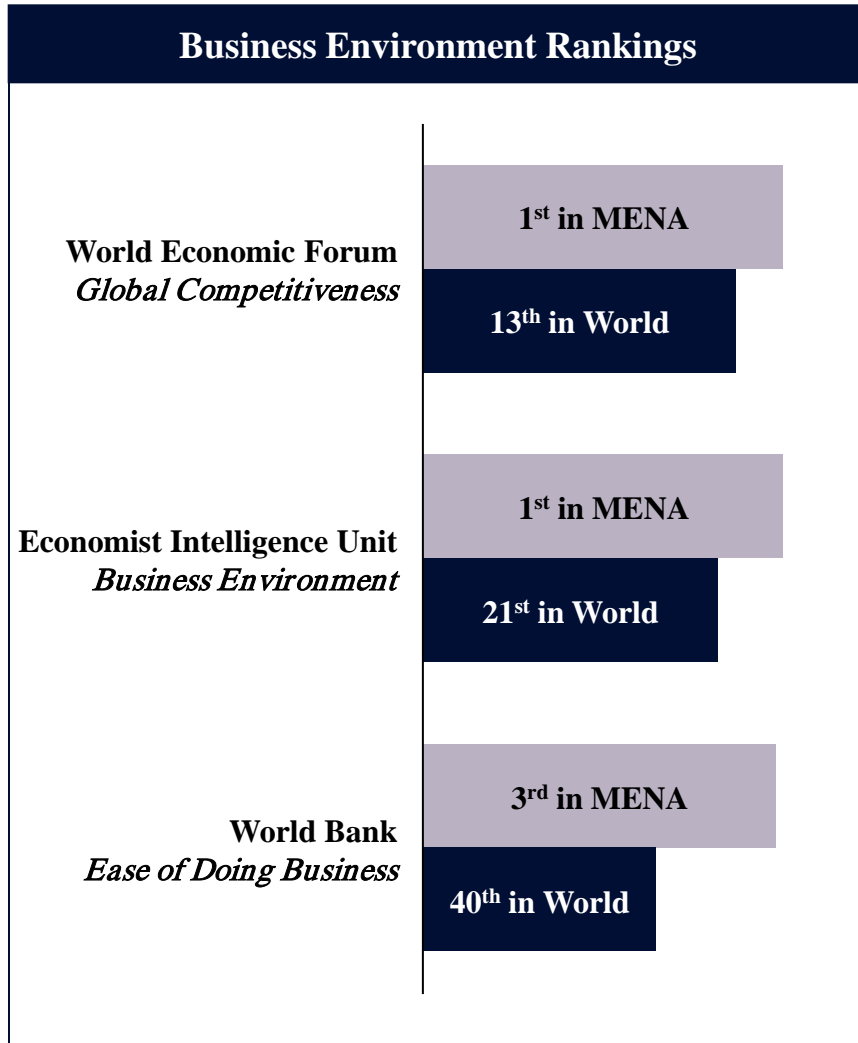 Business Environment Rankings
1st in MENA
World Economic Forum
Global Competitiveness
13th in World
1st in MENA
Economist Intelligence Unit
Business Environment
21st in World
3rd in MENA
World Bank
Ease of Doing Business
40th in World